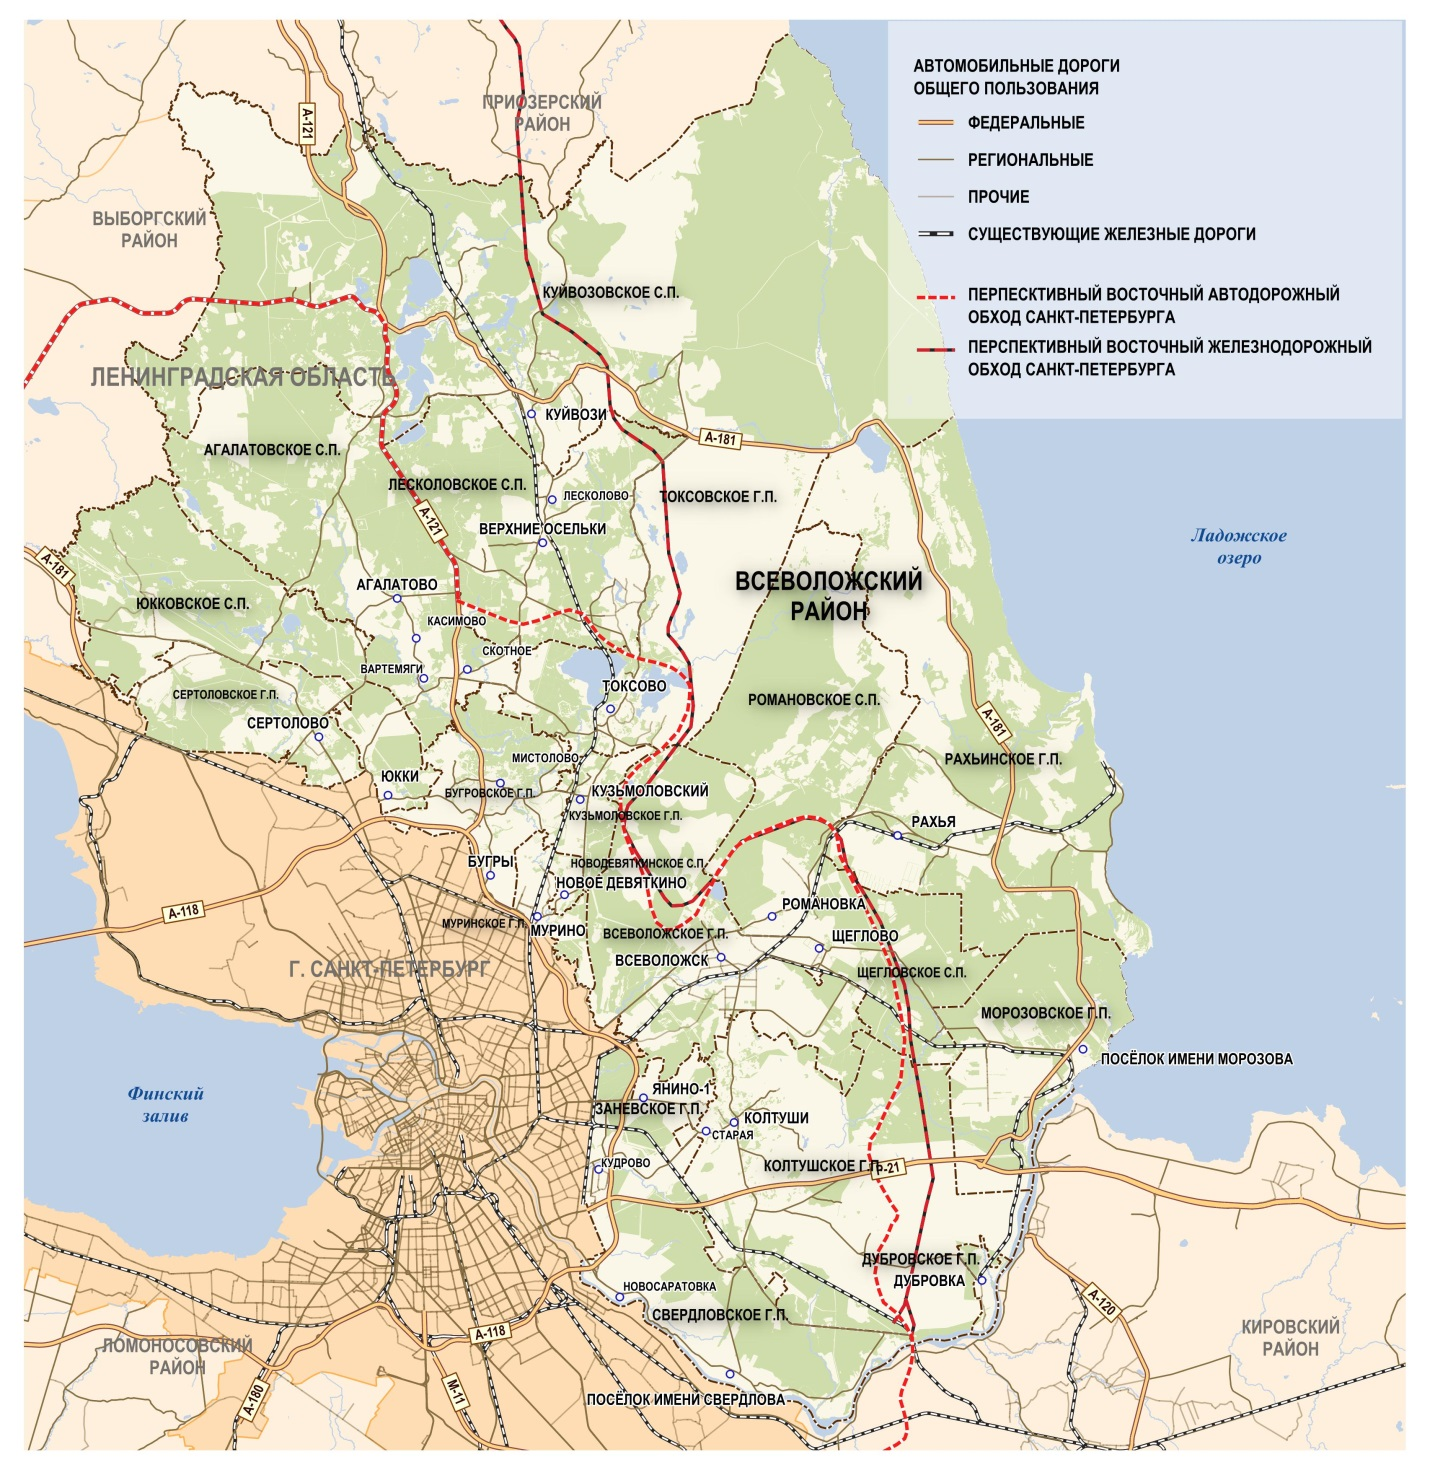 АВТОМОБИЛЬНЫЕ ДОРОГИ
ОБЩЕГО ПОЛЬЗОВАНИЯ
ФЕДЕРАЛЬНЫЕ
РЕГИОНАЛЬНЫЕ
ПРОЧИЕ
СУЩЕСТВУЮЩИЕ ЖЕЛЕЗНЫЕ ДОРОГИ
ПЕРПЕСКТИВНЫЙ ВОСТОЧНЫЙ АВТОДОРОЖНЫЙ
ОБХОД САНКТ-ПЕТЕРБУРГА
ПЕРСПЕКТИВНЫЙ ВОСТОЧНЫЙ ЖЕЛЕЗНОДОРОЖНЫЙ
ОБХОД САНКТ-ПЕТЕРБУРГА
А-121
ПРИОЗЕРСКИЙ
РАЙОН
ВЫБОРГСКИЙ
РАЙОН
КУЙВОЗОВСКОЕ С.П.
ЛЕНИНГРАДСКАЯ ОБЛАСТЬ
КУЙВОЗИ
А-181
АГАЛАТОВСКОЕ С.П.
ЛЕСКОЛОВСКОЕ С.П.
ЛЕСКОЛОВО
ТОКСОВСКОЕ Г.П.
А-121
ВЕРХНИЕ ОСЕЛЬКИ
Ладожское
озеро
А-181
АГАЛАТОВО
ВСЕВОЛОЖСКИЙ
РАЙОН
ЮККОВСКОЕ С.П.
КАСИМОВО
СКОТНОЕ
ВАРТЕМЯГИ
ТОКСОВО
СЕРТОЛОВСКОЕ Г.П.
РОМАНОВСКОЕ С.П.
СЕРТОЛОВО
А-181
МИСТОЛОВО
РАХЬИНСКОЕ Г.П.
ЮККИ
БУГРОВСКОЕ Г.П.
КУЗЬМОЛОВСКИЙ
КУЗЬМОЛОВСКОЕ Г.П.
РАХЬЯ
БУГРЫ
НОВОДЕВЯТКИНСКОЕ С.П.
НОВОЕ ДЕВЯТКИНО
А-118
РОМАНОВКА
МУРИНСКОЕ Г.П.
МУРИНО
ВСЕВОЛОЖСКОЕ Г.П.
ЩЕГЛОВО
ВСЕВОЛОЖСК
Г. САНКТ-ПЕТЕРБУРГ
ЩЕГЛОВСКОЕ С.П.
МОРОЗОВСКОЕ Г.П.
ПОСЁЛОК ИМЕНИ МОРОЗОВА
Финский
залив
ЯНИНО-1
ЗАНЕВСКОЕ Г.П.
КОЛТУШИ
СТАРАЯ
КУДРОВО
КОЛТУШСКОЕ Г.П.
Р-21
ДУБРОВСКОЕ Г.П.
ДУБРОВКА
НОВОСАРАТОВКА
СВЕРДЛОВСКОЕ Г.П.
А-120
А-118
ЛОМОНОСОВСКИЙ
РАЙОН
КИРОВСКИЙ
РАЙОН
А-180
М-11
ПОСЁЛОК ИМЕНИ СВЕРДЛОВА